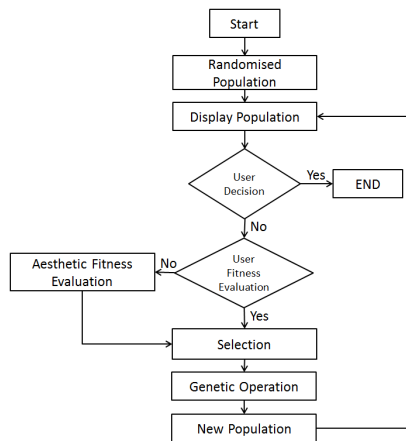 Start
Randomised
Population
Display Population
User
Decision
Yes
END
No
User
Fitness
Evaluation
No
Aesthetic Fitness
Evaluation
Yes
Selection
Genetic Operation
New Population